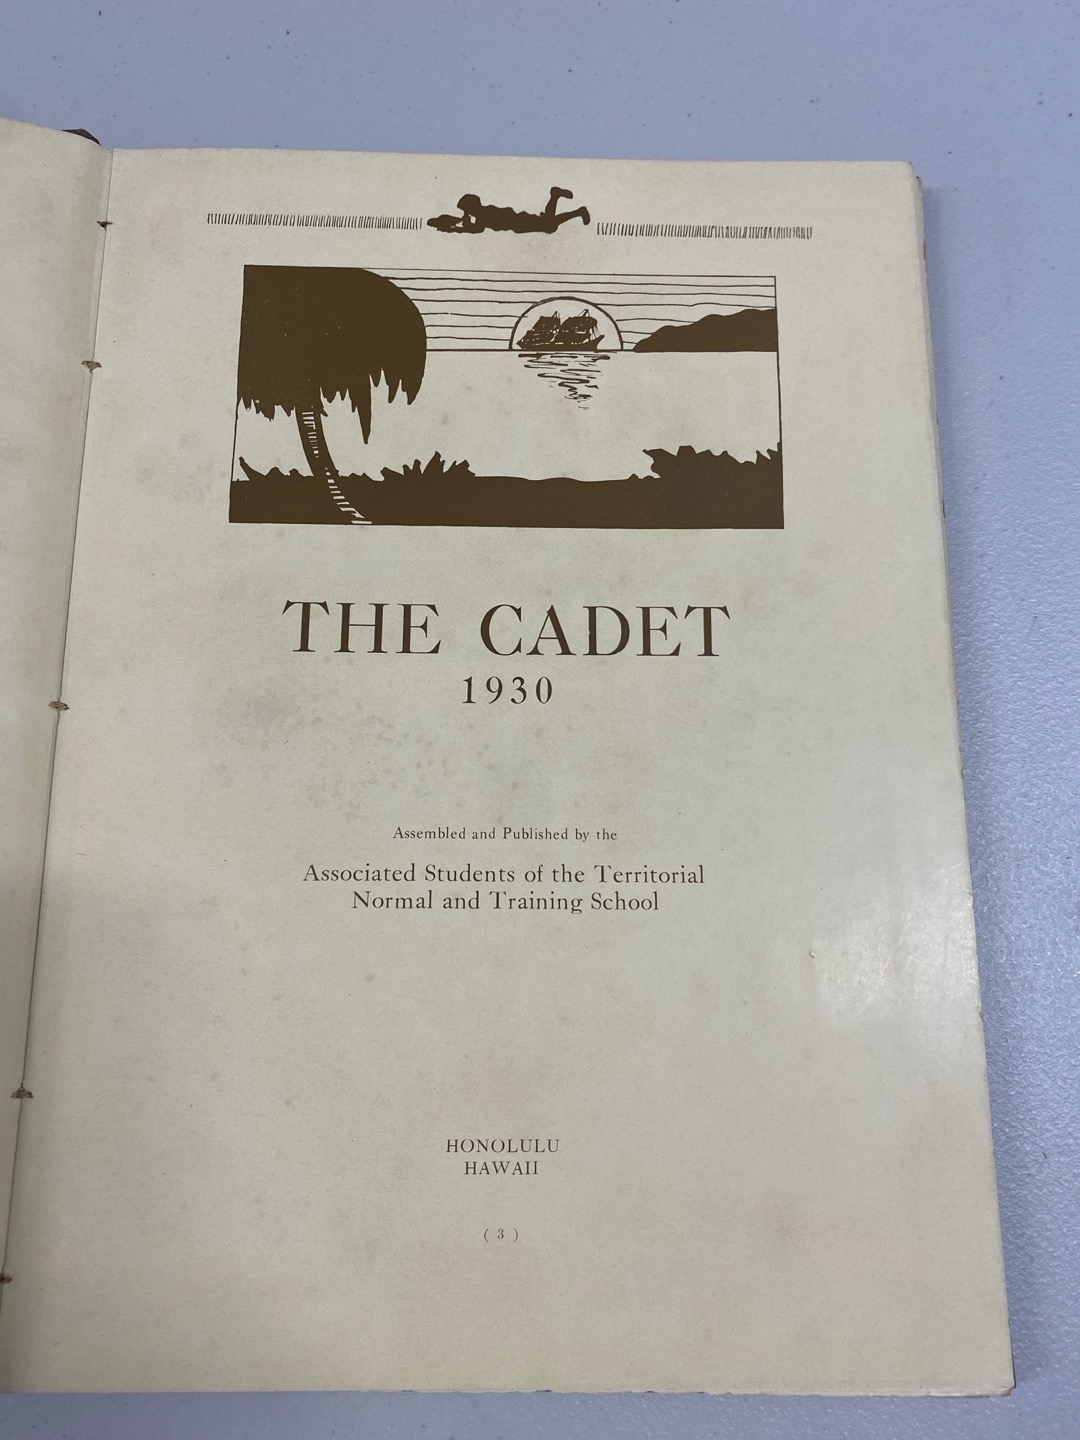 THE CADET
1930
Assembled and Published by the
Associated Students of the Territorial
Normal and Training School
HONOLULU
HAWAII
( 3 )